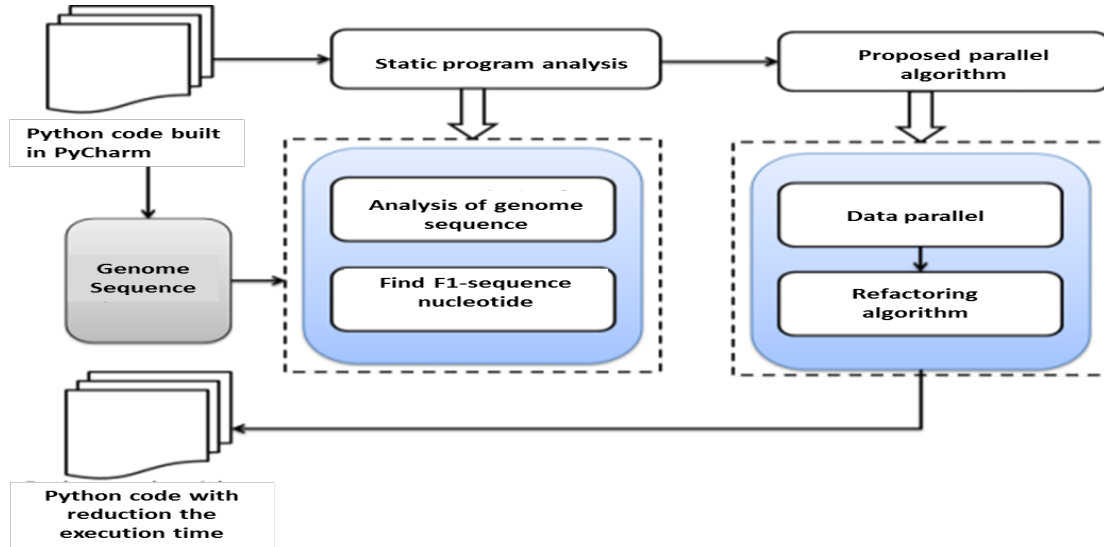 Static program analysis
Proposed parallel
algorithm
Python code built
in PyCharm
Analysis of genome
sequence
Data parallel
Genome
Sequence
Find F1-sequence
nucleotide
Refactoring
algorithm
Python code with
reduction the
execution time